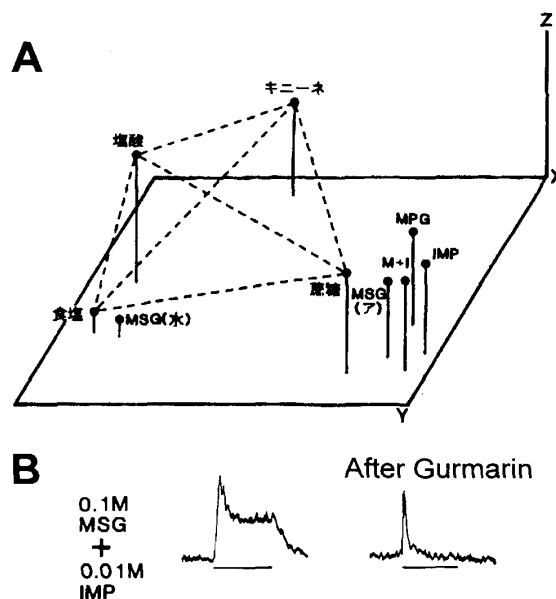 A
Z
キニーネ
塩酸
X
MPG
M+I
IMP
蔗糖
MSG
(ア)
食塩
MSG(水)
Y
B
After Gurmarin
0.1M
MSG
+
0.01M
IMP